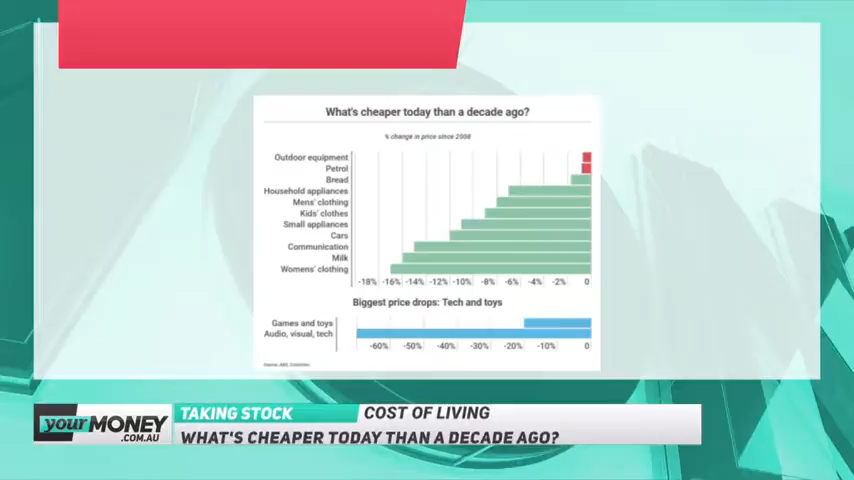 What's cheaper today than a decade ago?
% change in price since 2008
Outdoor equipment
Petrol
Bread
Household appliances
Mens' clothing
Kids' clothes
Small appliances
Cars
Communication
Milk
Womens' clothing
-18% -16% -14% -12% -10% -8% -6% -4% -2% 0
Biggest price drops: Tech and toys
Games and toys
Audio, visual, tech
-60% -50% -40% -30% -20% -10% 0
your MONEY
.COM.AU
TAKING STOCK
COST OF LIVING
WHAT'S CHEAPER TODAY THAN A DECADE AGO?